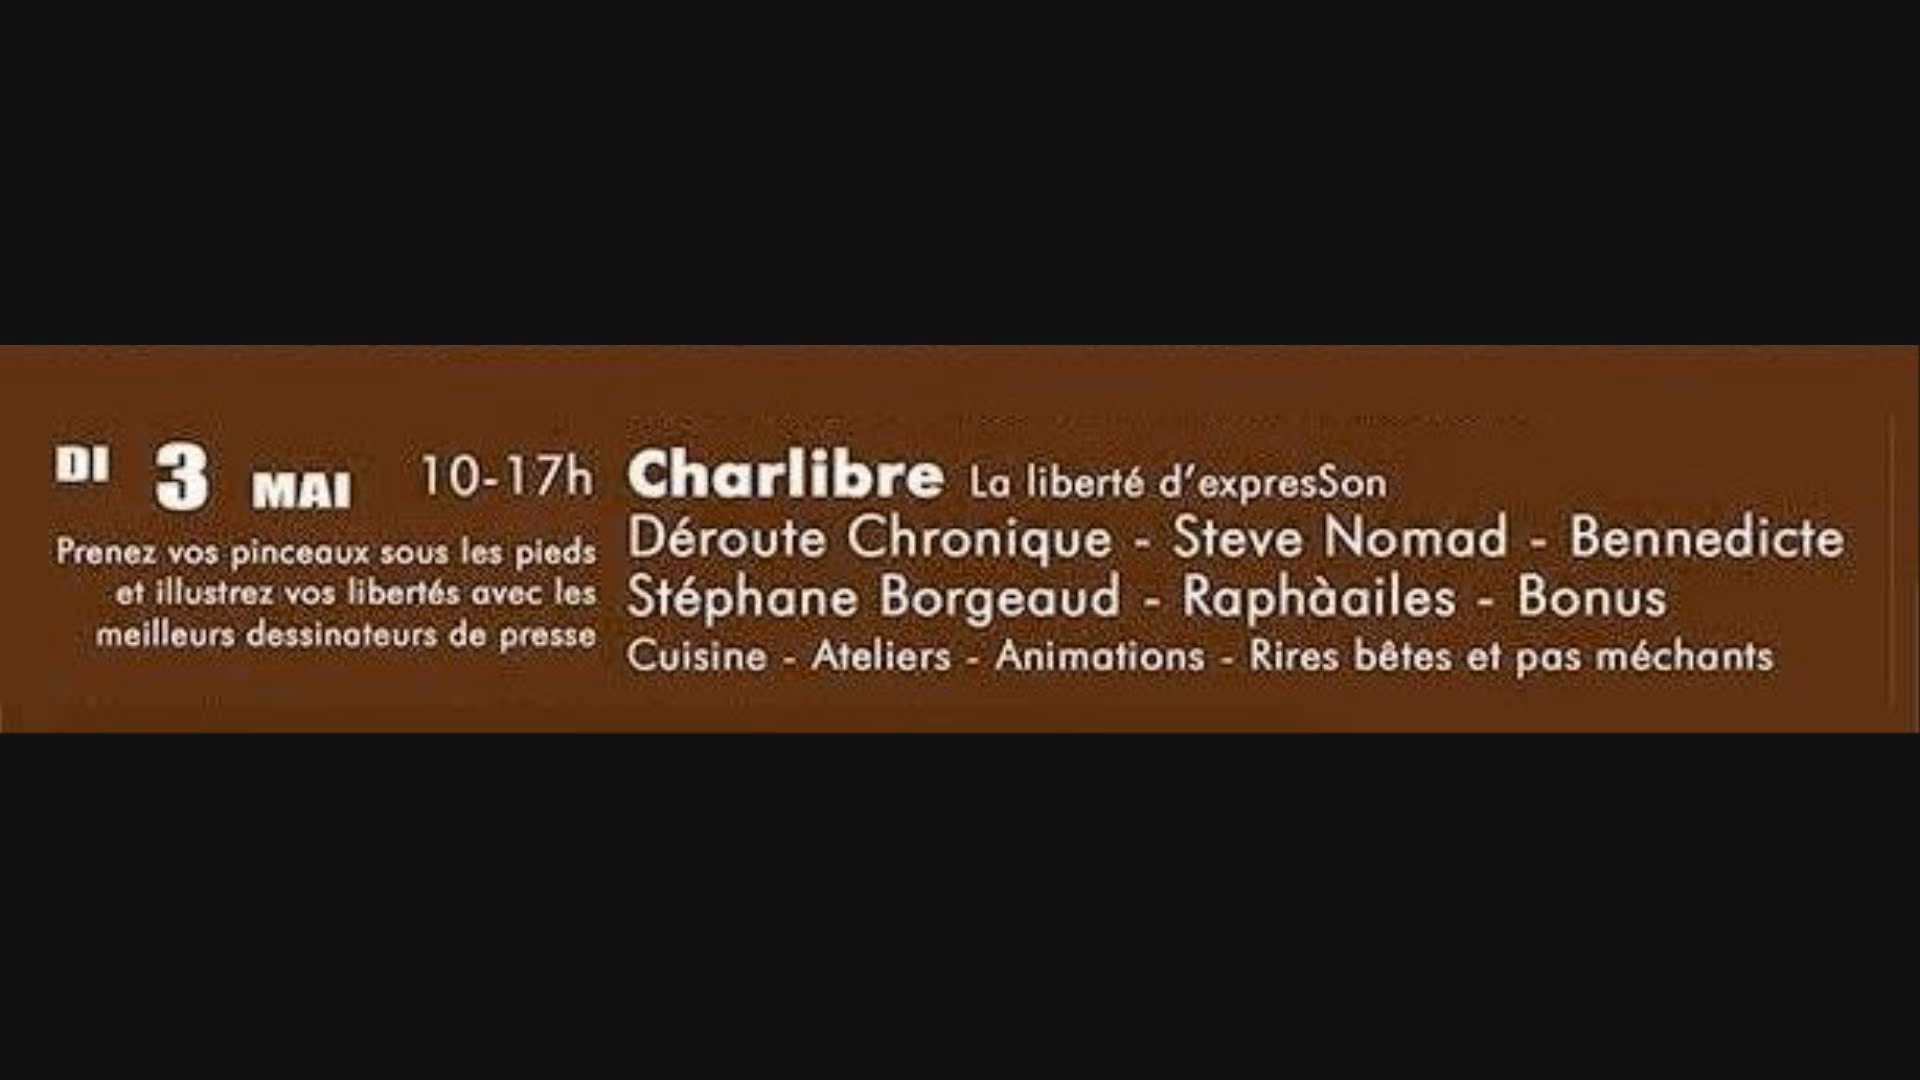 DI 3 MAI 10-17h
Prenez vos pinceaux sous les pieds
et illustrez vos libertés avec les
meilleurs dessinateurs de presse
Charlibre La liberté d'expresSon
Déroute Chronique - Steve Nomad - Bennedicte
Stéphane Borgeaud - Raphàailes - Bonus
Cuisine - Ateliers - Animations - Rires bêtes et pas méchants